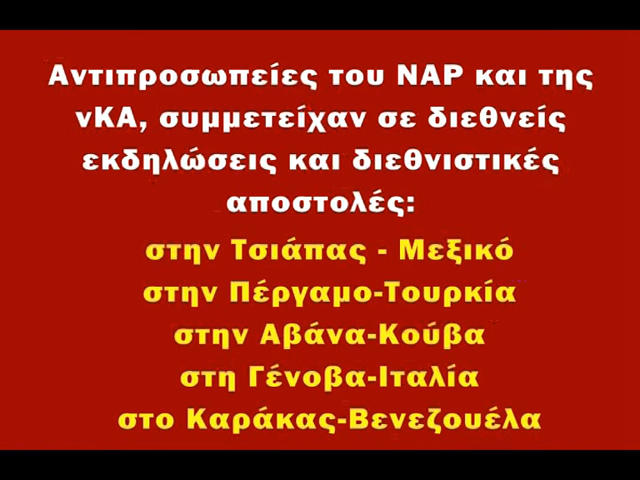 Αντιπροσωπείες του ΝΑΡ και της
νΚΑ, συμμετείχαν σε διεθνείς
εκδηλώσεις και διεθνιστικές
αποστολές:
στην Τσιάπας - Μεξικό
στην Πέργαμο-Τουρκία
στην Αβάνα-Κούβα
στη Γένοβα-Ιταλία
στο Καράκας-Βενεζουέλα